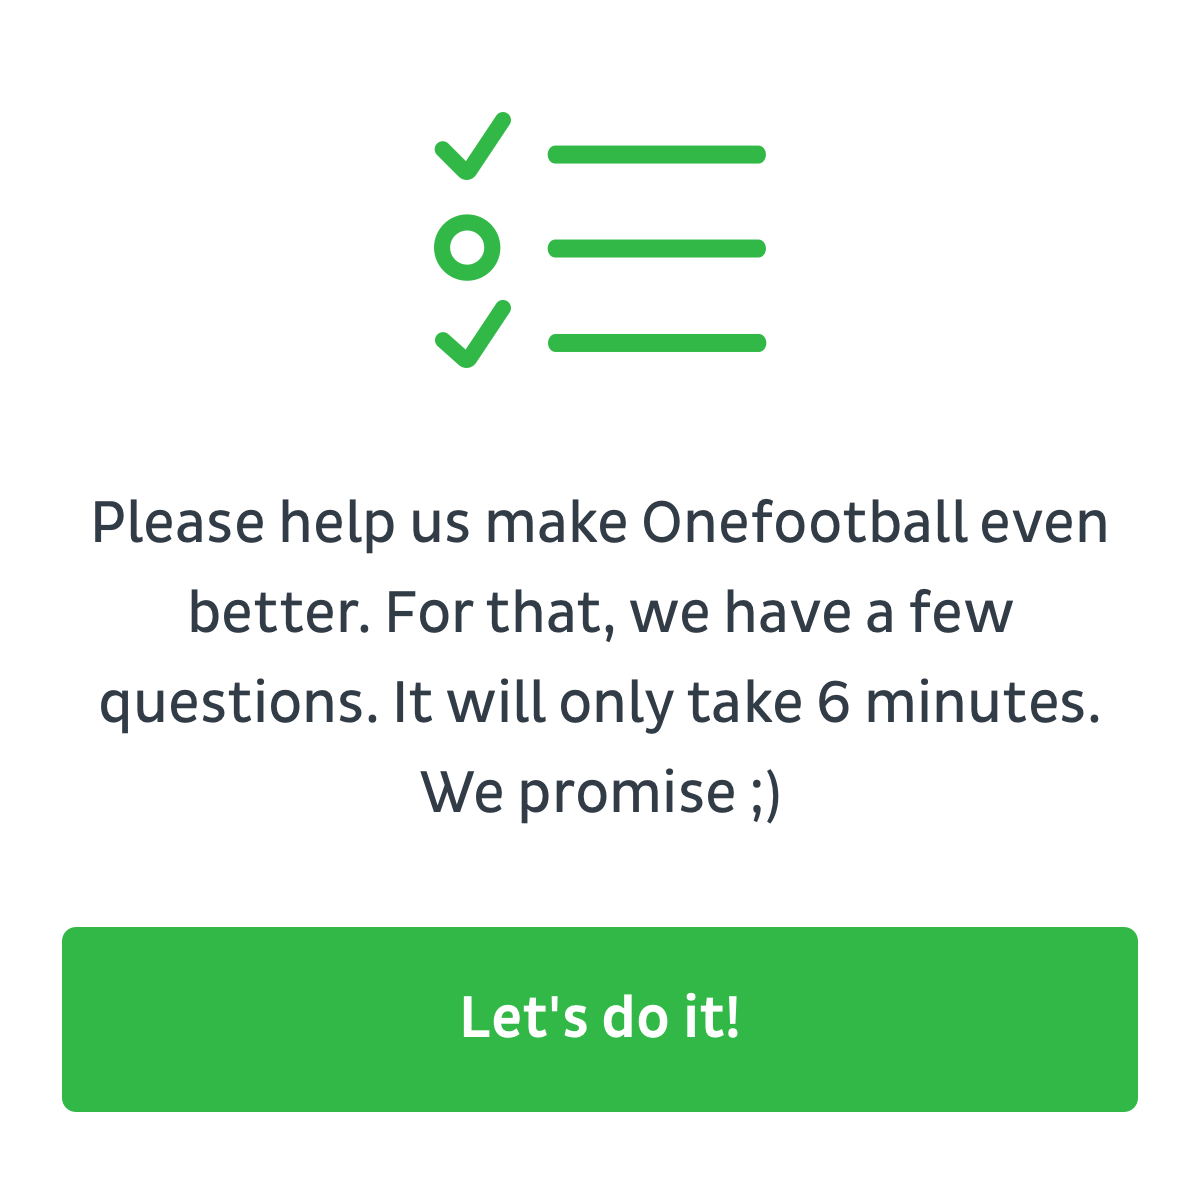 Please help us make Onefootball even
better. For that, we have a few
questions. It will only take 6 minutes.
We promise ;)
Let's do it!